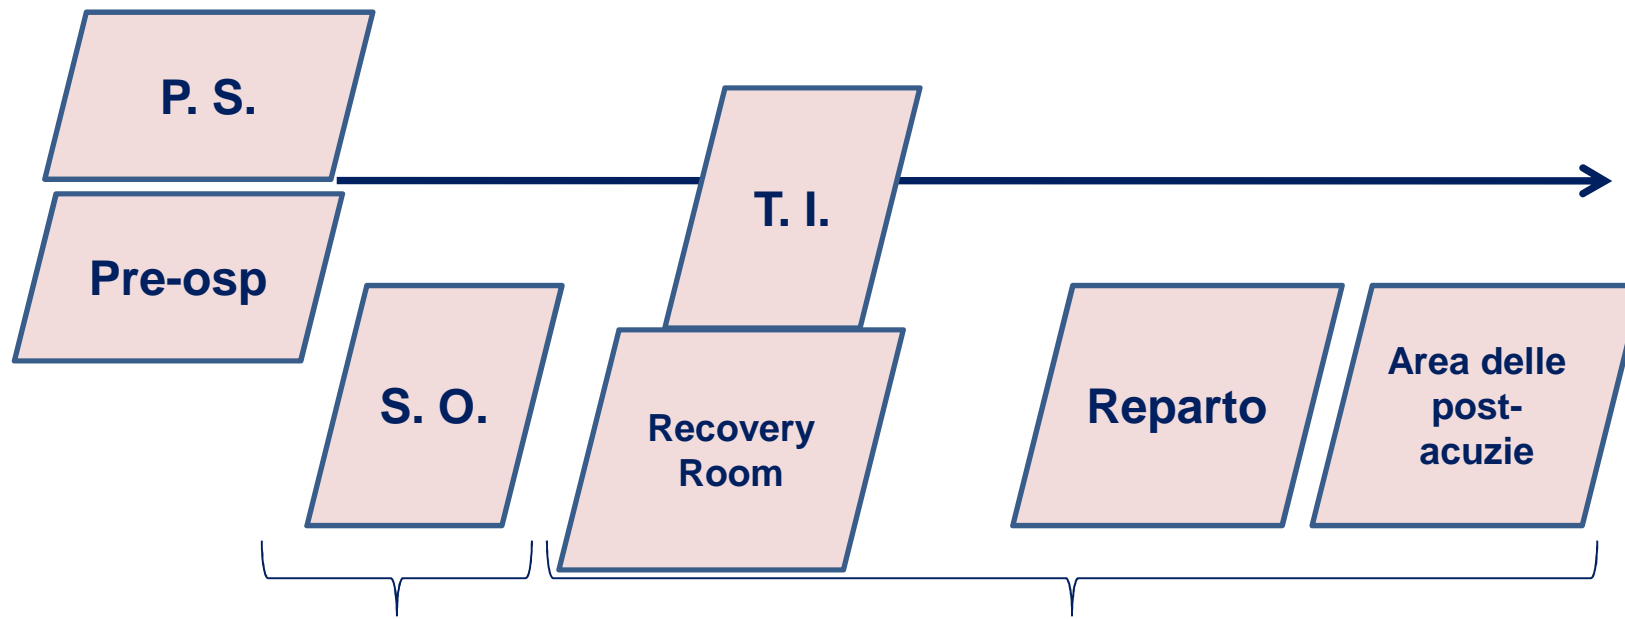 P. S.
Pre-osp
S. O.
T. I.
Recovery
Room
Reparto
Area delle
post-
acuzie